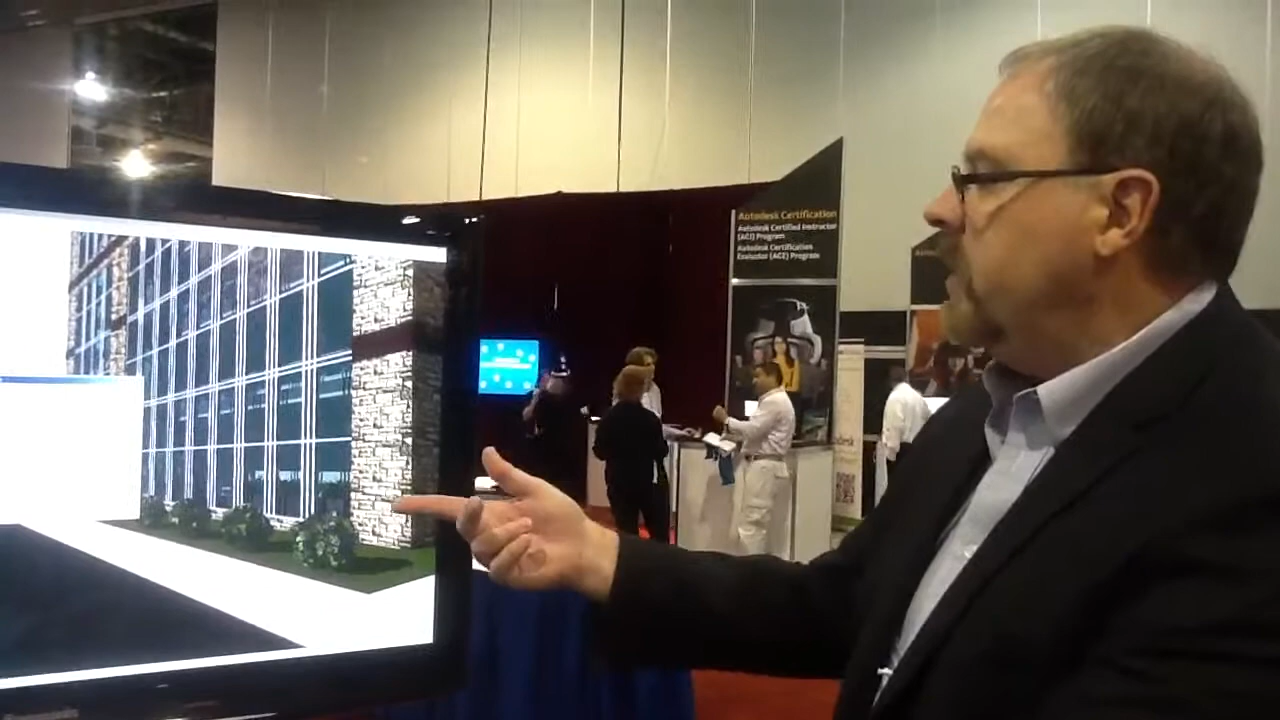 Autodesk Certification
Autodesk Certified Instructor
(ACI) Program
Autodesk Certification
Evaluator (ACE) Program